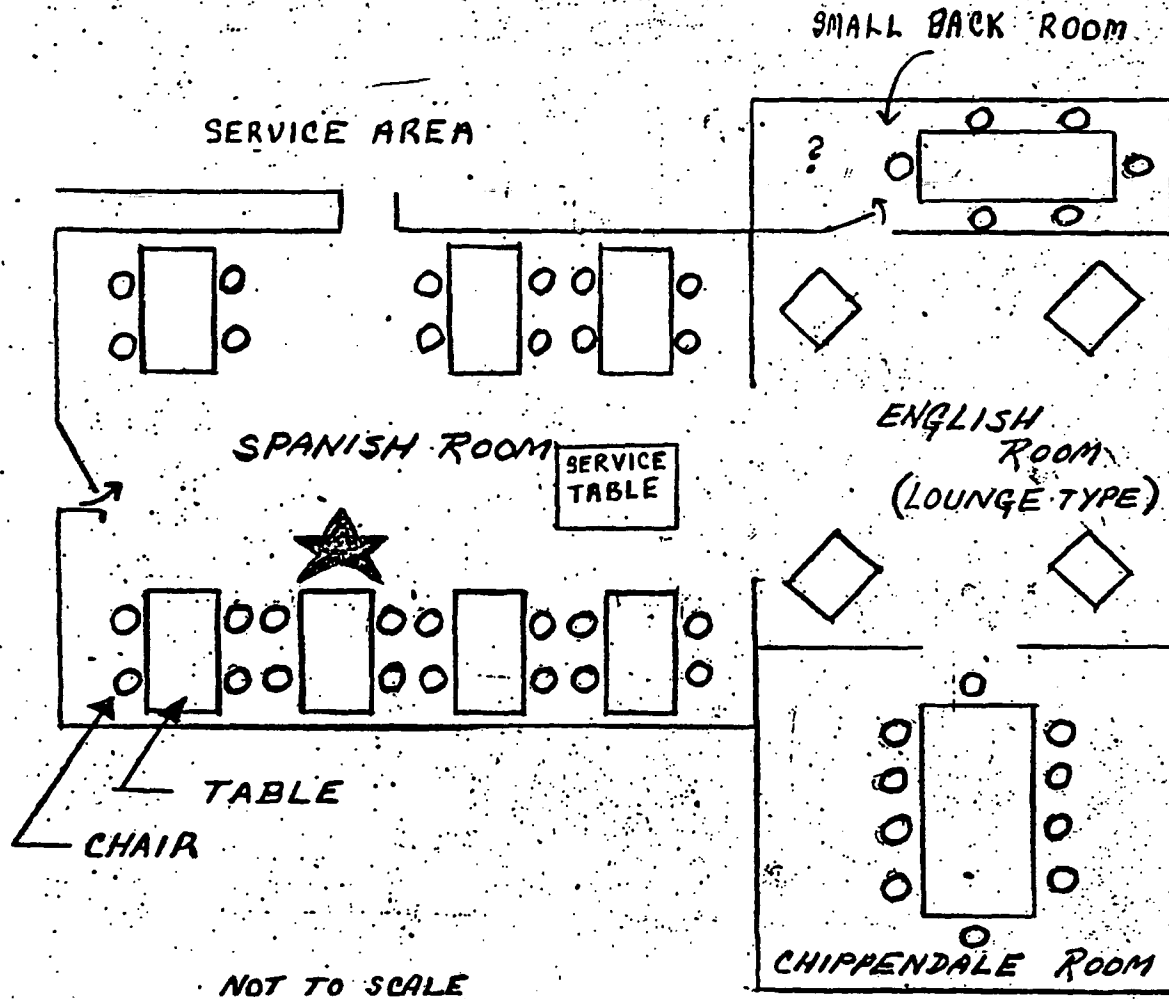 SMALL BACK ROOM
SERVICE AREA
?
SPANISH ROOM
SERVICE
TABLE
ENGLISH
ROOM
(LOUNGE TYPE)
TABLE
CHAIR
CHIPPENDALE ROOM
NOT TO SCALE